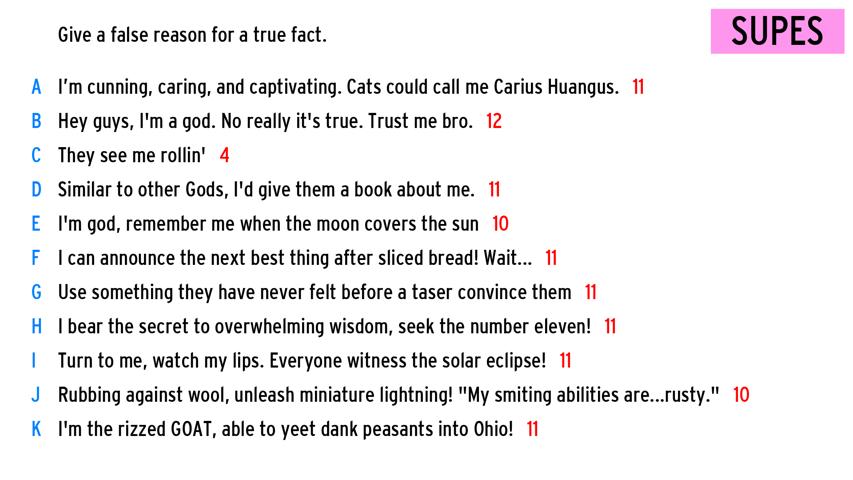 SUPES
Give a false reason for a true fact.
A I'm cunning, caring, and captivating. Cats could call me Carius Huangus. 11
B Hey guys, I'm a god. No really it's true. Trust me bro. 12
C They see me rollin' 4
D Similar to other Gods, I'd give them a book about me. 11
E I'm god, remember me when the moon covers the sun 10
F I can announce the next best thing after sliced bread! Wait... 11
G Use something they have never felt before a taser convince them 11
H I bear the secret to overwhelming wisdom, seek the number eleven! 11
I Turn to me, watch my lips. Everyone witness the solar eclipse! 11
J Rubbing against wool, unleash miniature lightning! "My smiting abilities are...rusty." 10
K I'm the rizzed GOAT, able to yeet dank peasants into Ohio! 11